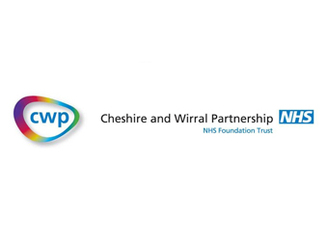 cwp
Cheshire and Wirral Partnership NHS
NHS Foundation Trust